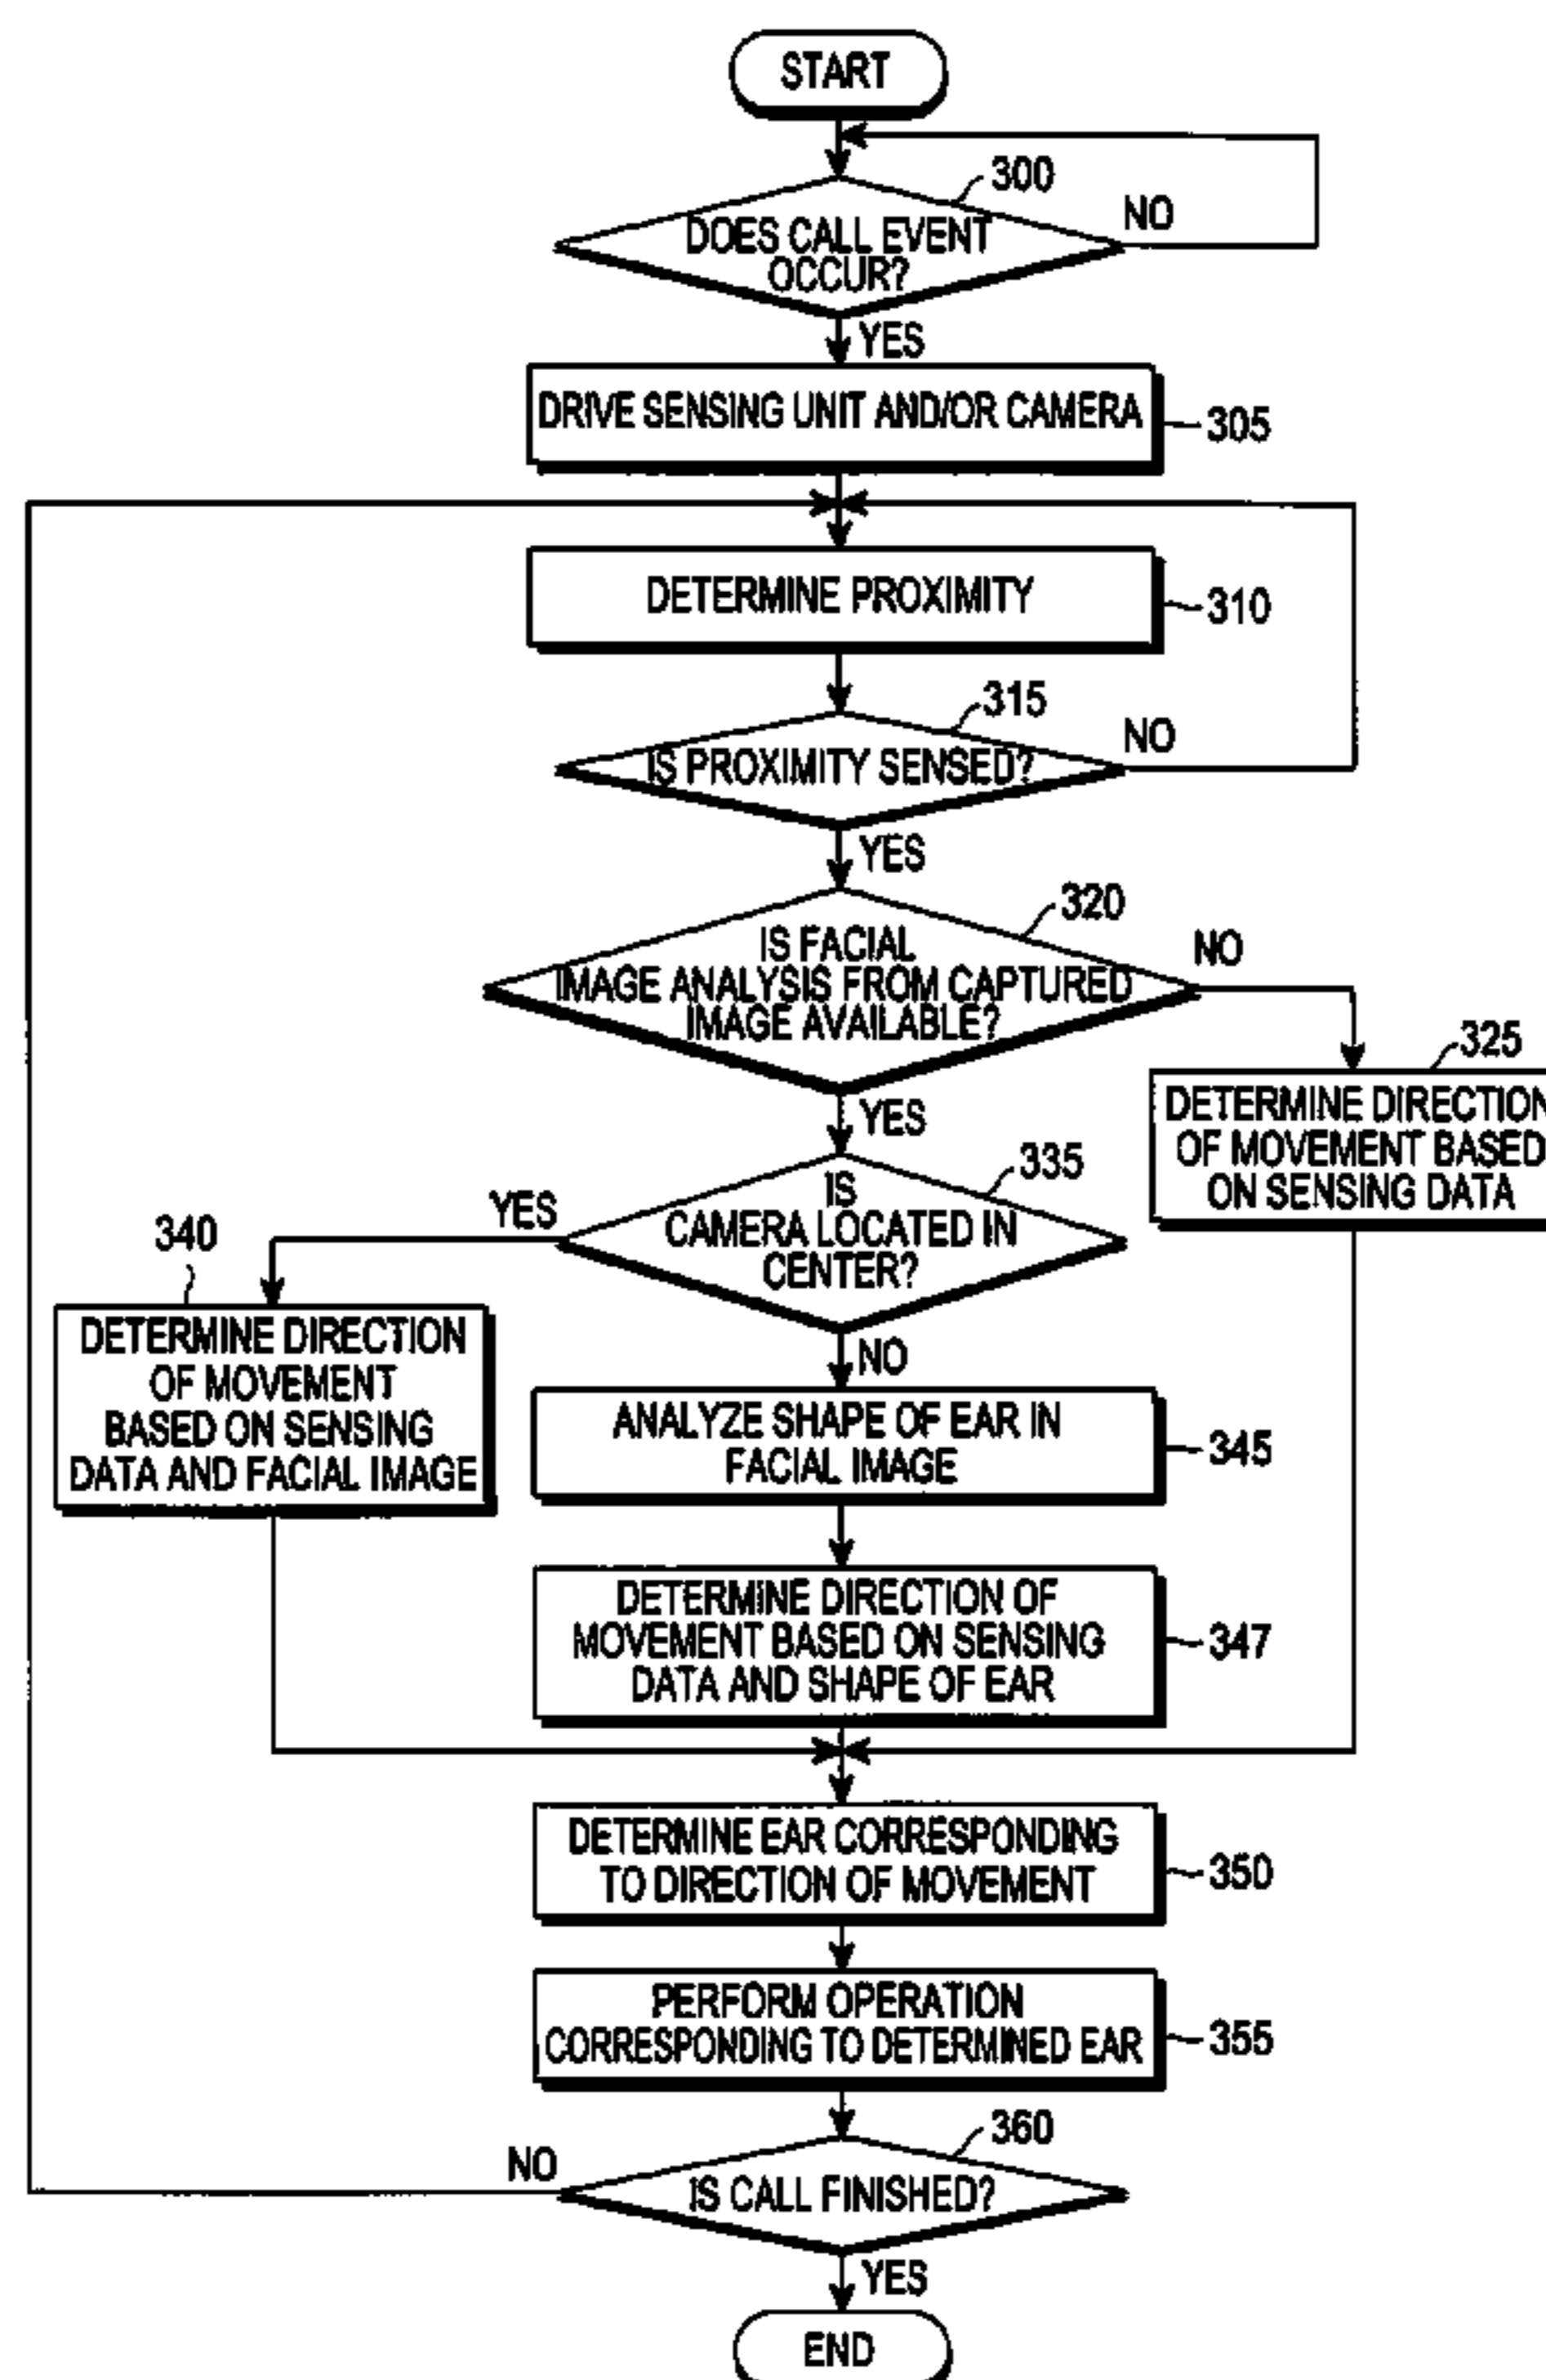 START
300
DOES CALL EVENT
OCCUR?
NO
YES
DRIVE SENSING UNIT AND/OR CAMERA
305
DETERMINE PROXIMITY
310
315
IS PROXIMITY SENSED?
NO
YES
320
IS FACIAL
IMAGE ANALYSIS FROM CAPTURED
IMAGE AVAILABLE?
NO
YES
325
DETERMINE DIRECTION
OF MOVEMENT BASED
ON SENSING DATA
335
IS
CAMERA LOCATED IN
CENTER?
YES
NO
340
DETERMINE DIRECTION
OF MOVEMENT
BASED ON SENSING
DATA AND FACIAL IMAGE
ANALYZE SHAPE OF EAR IN
FACIAL IMAGE
345
DETERMINE DIRECTION OF
MOVEMENT BASED ON SENSING
DATA AND SHAPE OF EAR
347
DETERMINE EAR CORRESPONDING
TO DIRECTION OF MOVEMENT
350
PERFORM OPERATION
CORRESPONDING TO DETERMINED EAR
355
360
IS CALL FINISHED?
NO
YES
END